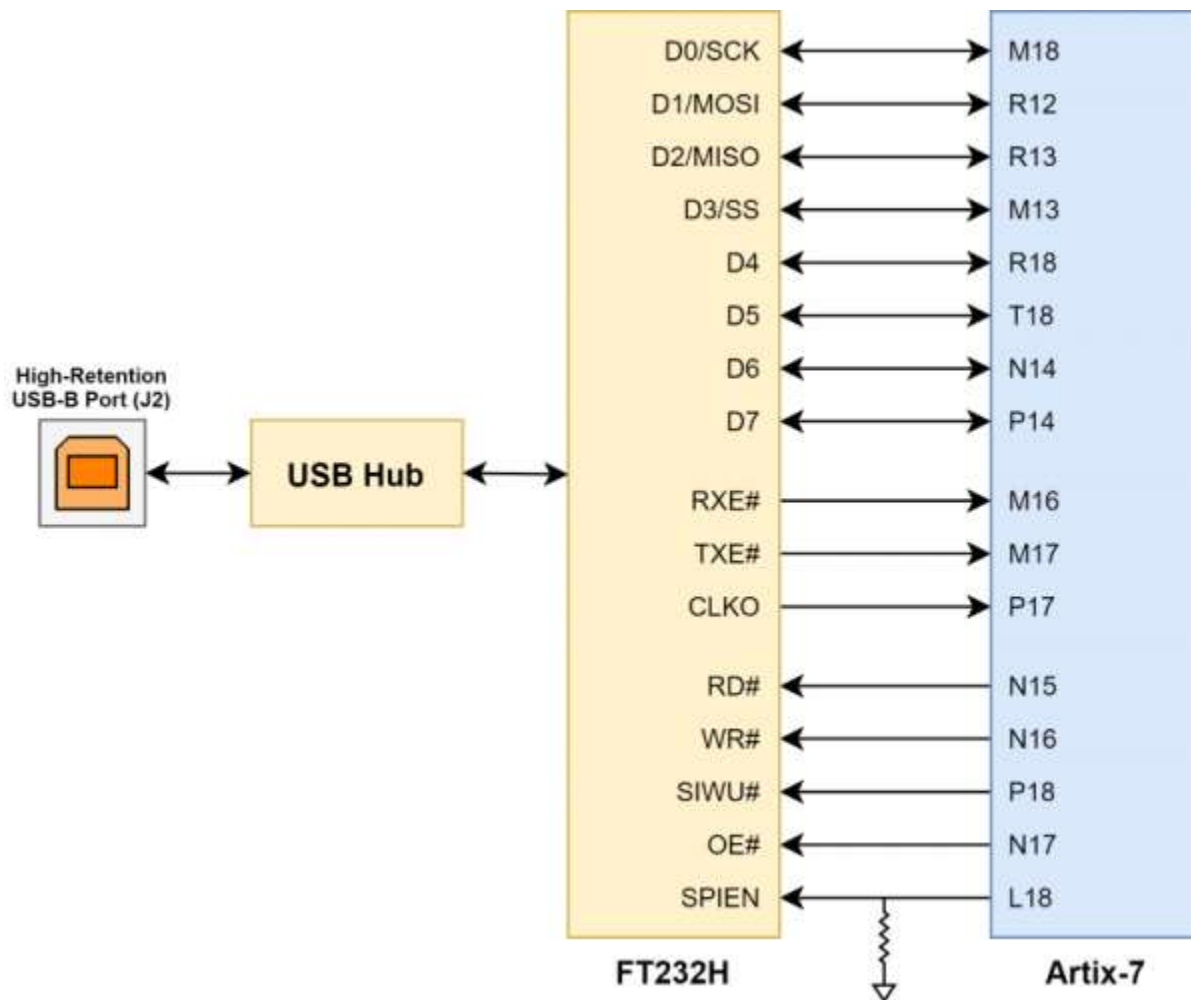 D0/SCK M18
D1/MOSI R12
D2/MISO R13
D3/SS M13
D4 R18
D5 T18
D6 N14
D7 P14
High-Retention
USB-B Port (J2)
USB Hub
RXE# M16
TXE# M17
CLKO P17
RD# N15
WR# N16
SIWU# P18
OE# N17
SPIEN L18
FT232H Artix-7